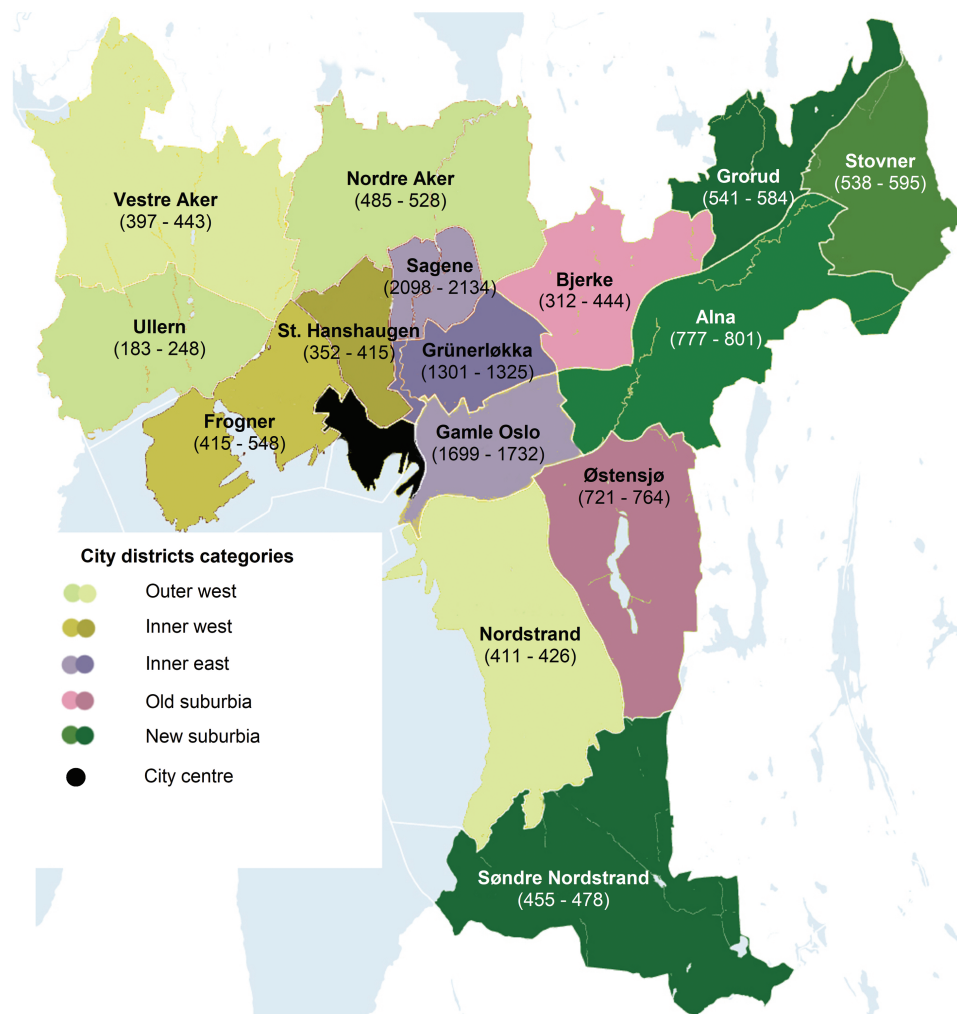 Vestre Aker
(397 - 443)
Nordre Aker
(485 - 528)
Grorud
(541 - 584)
Stovner
(538 - 595)
Sagene
(2098 - 2134)
Bjerke
(312 - 444)
Ullern
(183 - 248)
St. Hanshaugen
(352 - 415)
Grünerløkka
(1301 - 1325)
Alna
(777 - 801)
Frogner
(415 - 548)
Gamle Oslo
(1699 - 1732)
Østensjø
(721 - 764)
Nordstrand
(411 - 426)
Søndre Nordstrand
(455 - 478)
City districts categories
Outer west
Inner west
Inner east
Old suburbia
New suburbia
City centre